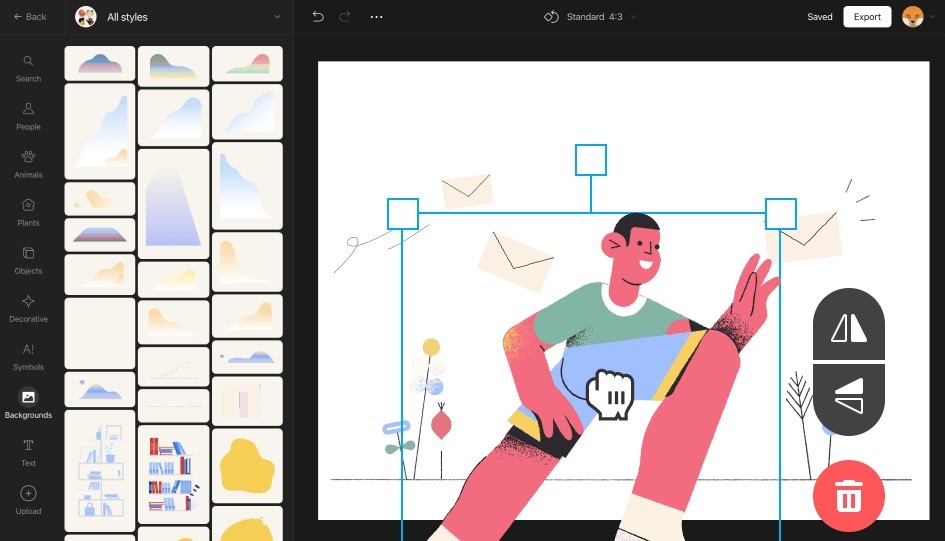 Back
All styles
Standard 4:3
Saved
Export
Search
People
Animals
Plants
Objects
Decorative
A!
Symbols
Backgrounds
T
Text
Upload